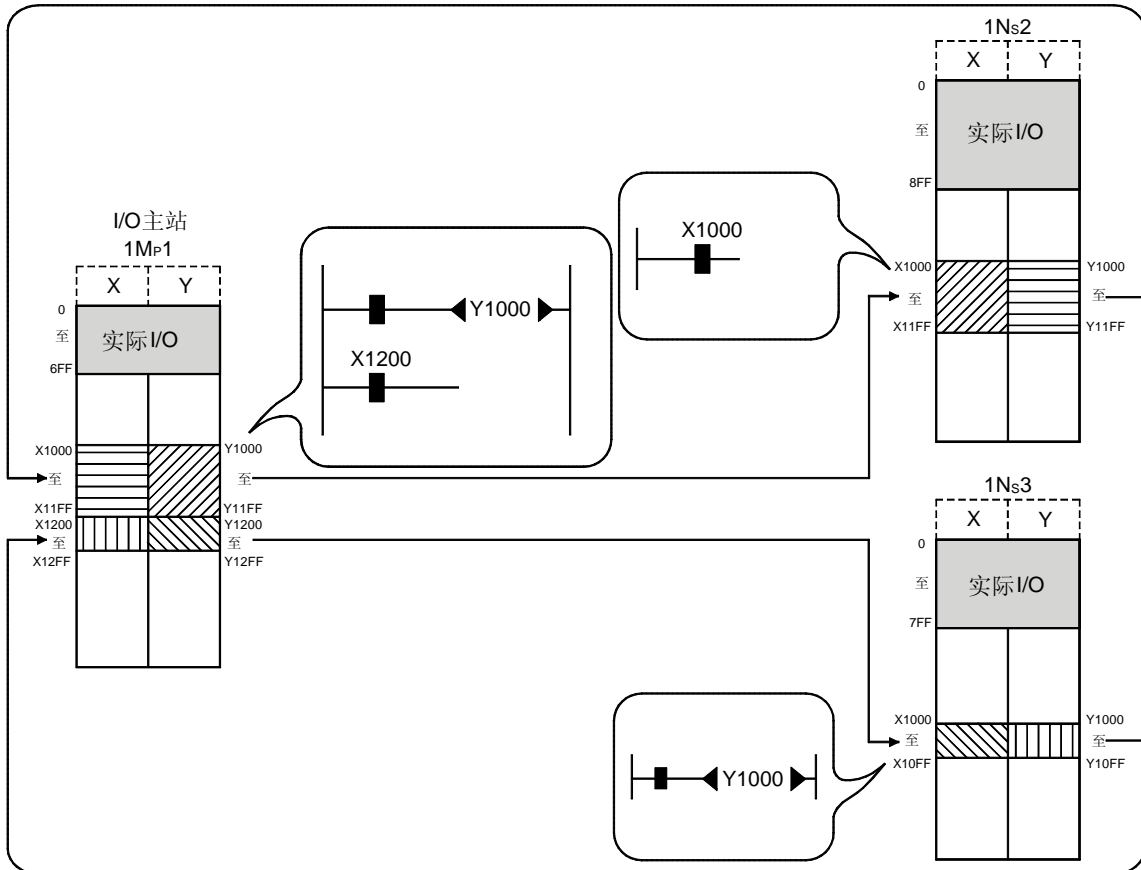 I/O主站
1MP1
X Y
0
至
6FF
实际I/O
X1000
至
X11FF
X1200
至
X12FF
Y1000
至
Y11FF
Y1200
至
Y12FF
Y1000
X1200
X1000
1NS2
X Y
0
至
8FF
实际I/O
X1000
至
X11FF
Y1000
至
Y11FF
1NS3
X Y
0
至
7FF
实际I/O
X1000
至
X10FF
Y1000
至
Y10FF
Y1000